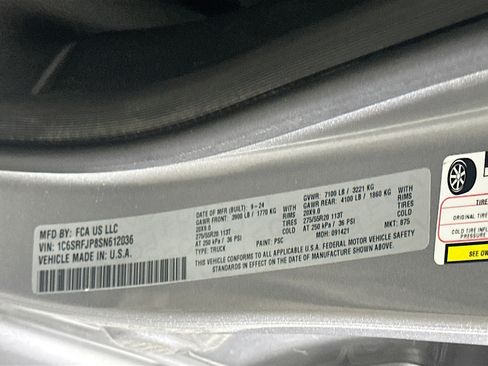 MFD BY: FCA US LLC
VIN: 1C6SRFJP8SN612036
VEHICLE MADE IN: U.S.A.
DATE OF MFR (BUILT): 9-24
GAWR FRONT: 3900 LB / 1770 KG
20X9.0 RIMS
275/55R20 113T TIRES
AT 250 kPa / 36 PSI COLD
TYPE: TRUCK PAINT: PSC
GVWR: 7100 LB / 3221 KG
GAWR REAR: 4100 LB / 1860 KG
20X9.0 RIMS
275/55R20 113T TIRES
AT 250 kPa / 36 PSI COLD
MDH: 091421 MKT: 875
THIS VEHICLE CONFORMS TO ALL APPLICABLE U.S.A. FEDERAL MOTOR VEHICLE SAFETY
STANDARDS IN EFFECT ON THE DATE OF MANUFACTURE SHOWN ABOVE.
TIRE
ORIGINAL TIRE
COLD TIRE INFL
PRESSURE
SEE OW